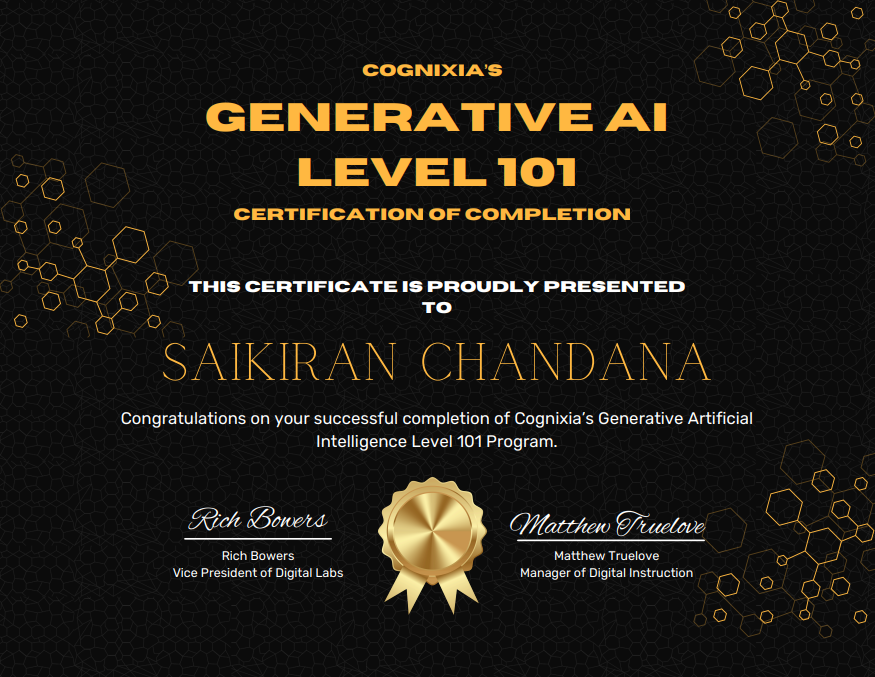 COGNIXIA'S
GENERATIVE AI
LEVEL 101
CERTIFICATION OF COMPLETION
THIS CERTIFICATE IS PROUDLY PRESENTED
TO
SAIKIRAN CHANDANA
Congratulations on your successful completion of Cognixia's Generative Artificial
Intelligence Level 101 Program.
Rich Bowers
Rich Bowers
Vice President of Digital Labs
Matthew Truelove
Matthew Truelove
Manager of Digital Instruction